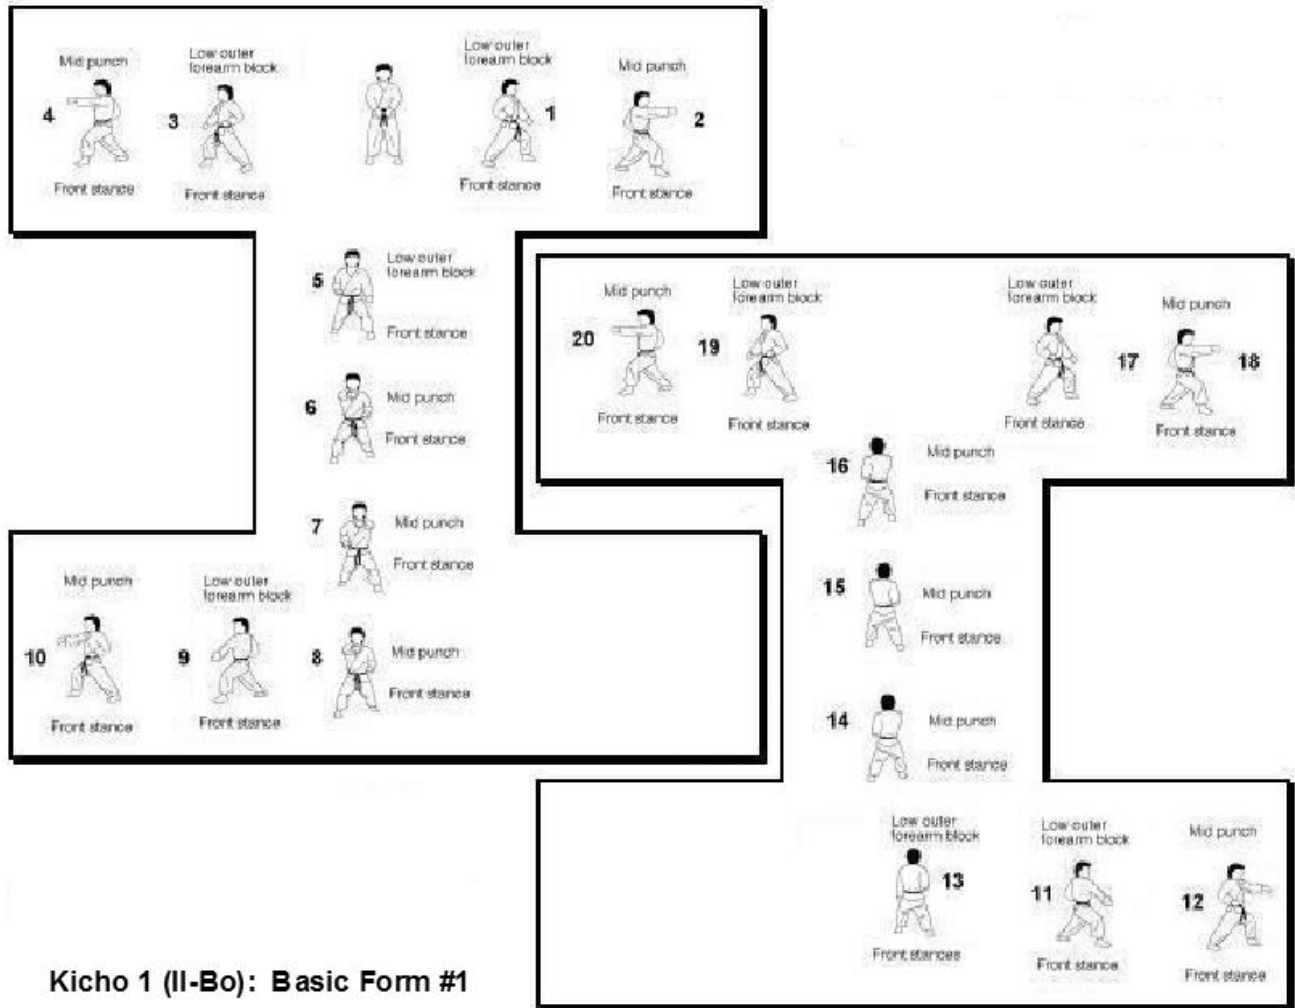 Mid punch
4
Front stance
Low outer
forearm block
3
Front stance
Low outer
forearm block
1
Front stance
Mid punch
2
Front stance
5
Low outer
forearm block
Front stance
6
Mid punch
Front stance
7
Mid punch
Front stance
8
Mid punch
Front stance
Low outer
forearm block
9
Front stance
Mid punch
10
Front stance
Mid punch
20
Front stance
Low outer
forearm block
19
Front stance
Low outer
forearm block
17
Front stance
Mid punch
18
Front stance
16
Mid punch
Front stance
15
Mid punch
Front stance
14
Mid punch
Front stance
Low outer
forearm block
13
Front stances
Low outer
forearm block
11
Front stance
Mid punch
12
Front stance
Kicho 1 (Il-Bo): Basic Form #1